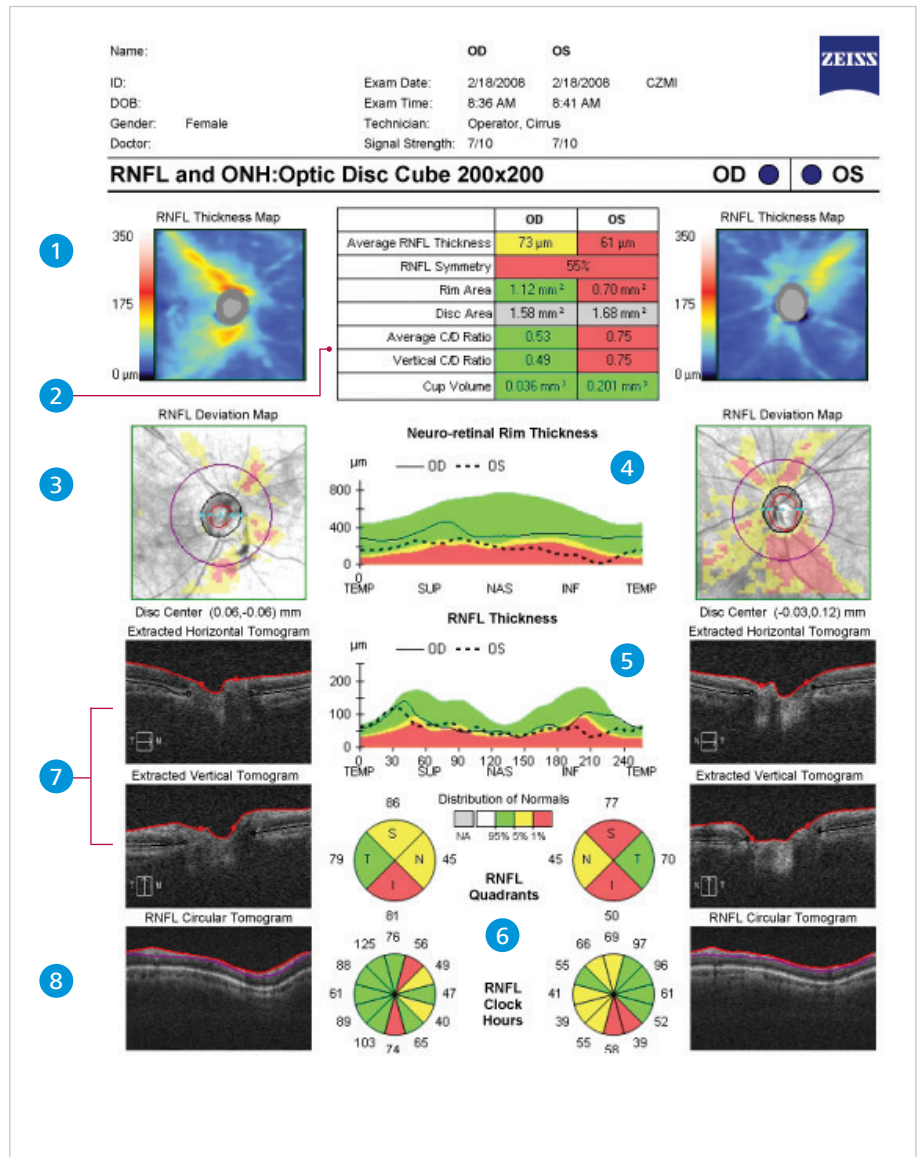 Name:
OD OS
ZEISS
ID:
Exam Date: 2/18/2008 2/18/2008 CZMI
DOB:
Exam Time: 8:36 AM 8:41 AM
Gender: Female
Technician: Operator, Cirrus
Doctor:
Signal Strength: 7/10 7/10
RNFL and ONH:Optic Disc Cube 200x200 OD OS
1
RNFL Thickness Map
350
175
0 µm
OD OS
Average RNFL Thickness 73 µm 61 µm
RNFL Symmetry 55%
Rim Area 1.12 mm² 0.70 mm²
Disc Area 1.58 mm² 1.68 mm²
Average C/D Ratio 0.53 0.75
Vertical C/D Ratio 0.49 0.75
Cup Volume 0.036 mm³ 0.201 mm³
RNFL Thickness Map
350
175
0 µm
2
3
RNFL Deviation Map
Disc Center (0.06,-0.06) mm
Neuro-retinal Rim Thickness
µm OD OS
4
800
400
0
0
TEMP SUP NAS INF TEMP
RNFL Deviation Map
Disc Center (-0.03,0.12) mm
Extracted Horizontal Tomogram
T N
RNFL Thickness
µm OD OS
5
200
100
0
0 30 60 90 120 150 180 210 240
TEMP SUP NAS INF TEMP
Extracted Horizontal Tomogram
T N
7
Extracted Vertical Tomogram
T N
Distribution of Normals
NA 95% 5% 1%
86
S
79 T N 45
I
81
RNFL
Quadrants
77
S
45 N T 70
I
50
Extracted Vertical Tomogram
T N
8
RNFL Circular Tomogram
6
125 76 56
88 49
61 47
89 40
103 74 65
RNFL
Clock
Hours
66 69 97
55 96
41 61
39 52
55 58 39
RNFL Circular Tomogram